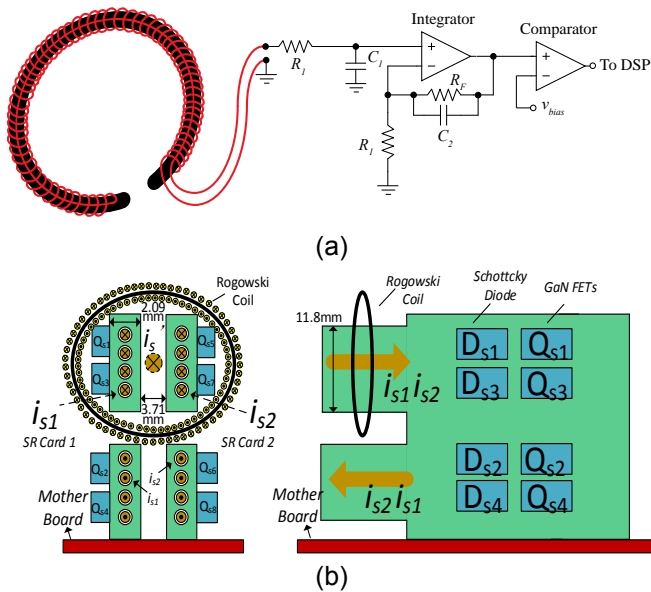 Integrator
Comparator
R1
C1
+
−
+
−
To DSP
RF
C2
vbias
R1
(a)
Rogowski
Coil
2.09
mm
is'
Qs1
Qs5
Qs3
Qs7
3.71
mm
is1
is2
SR Card 1
SR Card 2
Qs2
is2
Qs6
is1
Qs4
Qs8
Mother
Board
Rogowski
Coil
Schottcky
Diode
GaN FETs
11.8mm
Ds1
Qs1
is1 is2
Ds3
Qs3
Ds2
Qs2
is2 is1
Ds4
Qs4
Mother
Board
(b)